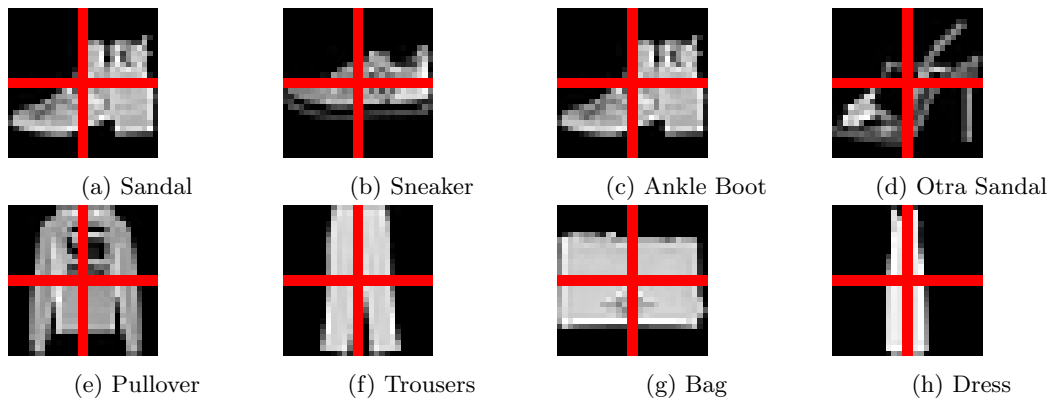 (a) Sandal
(b) Sneaker
(c) Ankle Boot
(d) Otra Sandal
(e) Pullover
(f) Trousers
(g) Bag
(h) Dress